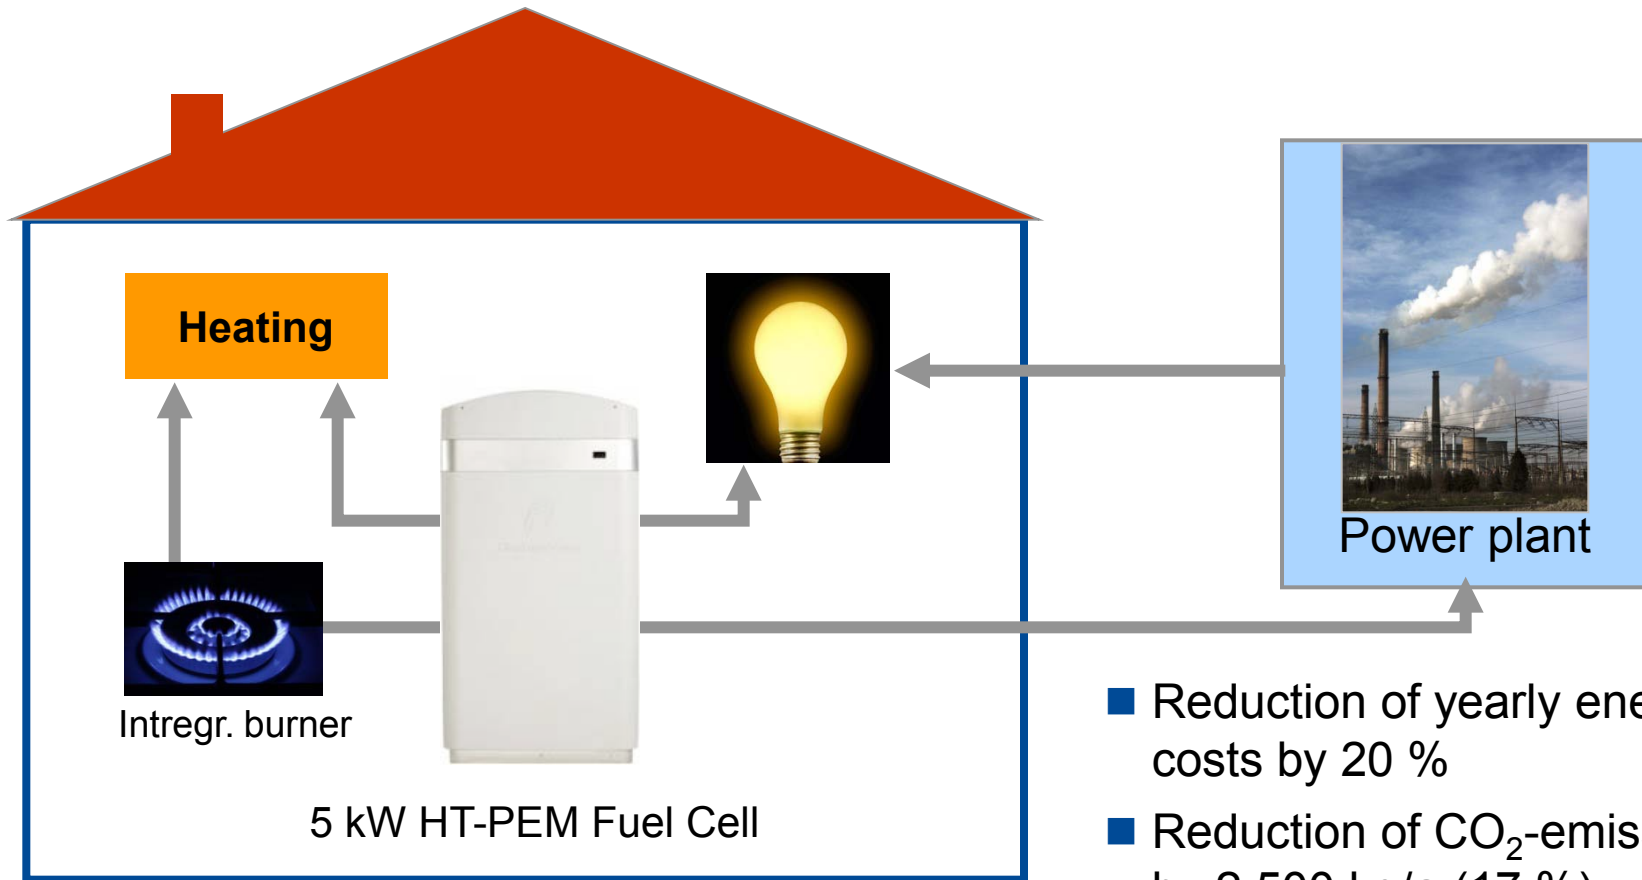 Heating
Power plant
Intregr. burner
5 kW HT-PEM Fuel Cell
Reduction of yearly
costs by 20 %
Reduction of CO₂-emis